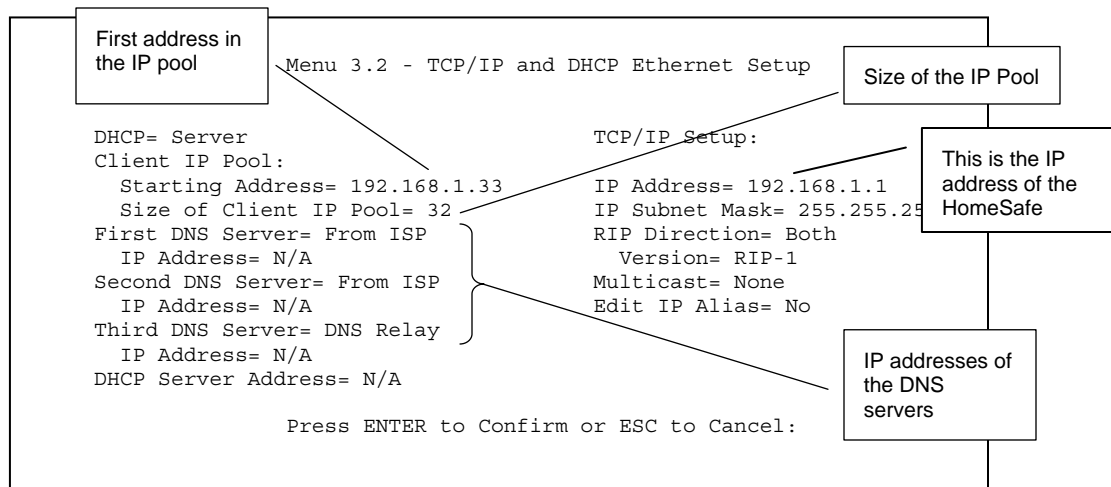 First address in
the IP pool
Menu 3.2 - TCP/IP and DHCP Ethernet Setup
Size of the IP Pool
DHCP= Server
Client IP Pool:
Starting Address= 192.168.1.33
Size of Client IP Pool= 32
First DNS Server= From ISP
IP Address= N/A
Second DNS Server= From ISP
IP Address= N/A
Third DNS Server= DNS Relay
IP Address= N/A
DHCP Server Address= N/A
TCP/IP Setup:
IP Address= 192.168.1.1
IP Subnet Mask= 255.255.25
RIP Direction= Both
Version= RIP-1
Multicast= None
Edit IP Alias= No
This is the IP
address of the
HomeSafe
IP addresses of
the DNS
servers
Press ENTER to Confirm or ESC to Cancel: